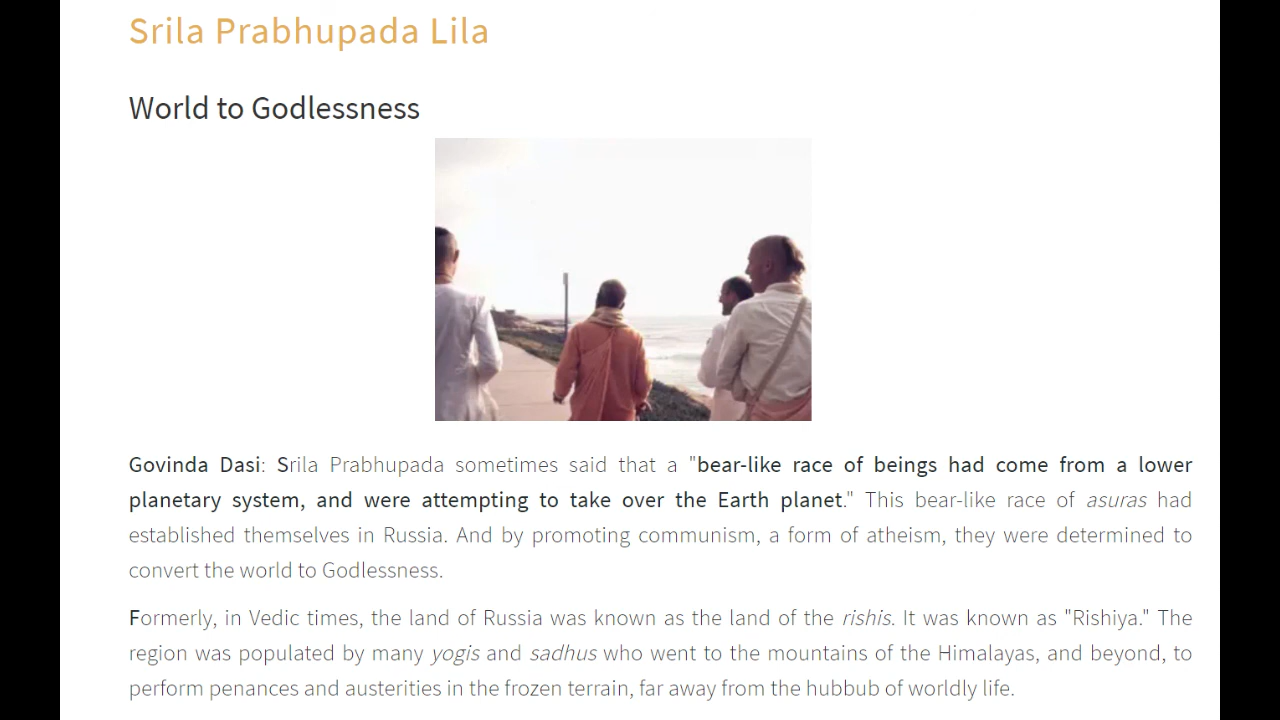 Srila Prabhupada Lila
World to Godlessness
Govinda Dasi: Srila Prabhupada sometimes said that a "bear-like race of beings had come from a lower
planetary system, and were attempting to take over the Earth planet." This bear-like race of asuras had
established themselves in Russia. And by promoting communism, a form of atheism, they were determined to
convert the world to Godlessness.
Formerly, in Vedic times, the land of Russia was known as the land of the rishis. It was known as "Rishiya." The
region was populated by many yogis and sadhus who went to the mountains of the Himalayas, and beyond, to
perform penances and austerities in the frozen terrain, far away from the hubbub of worldly life.